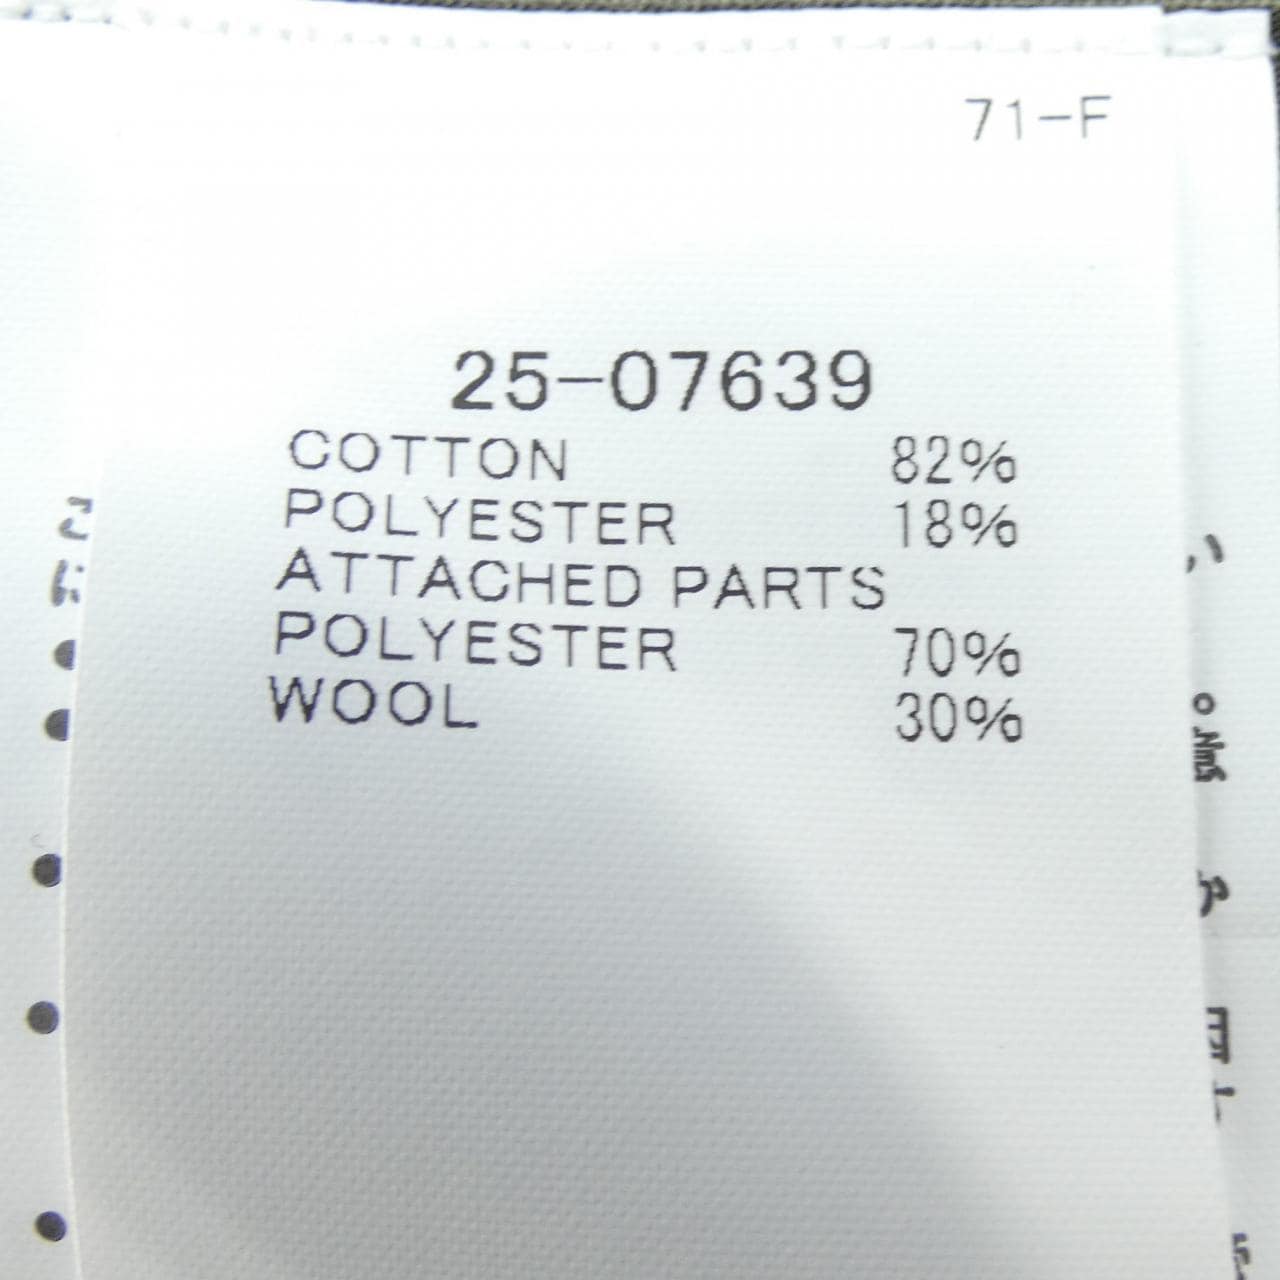 71-F
25-07639
COTTON 82%
POLYESTER 18%
ATTACHED PARTS
POLYESTER 70%
WOOL 30%